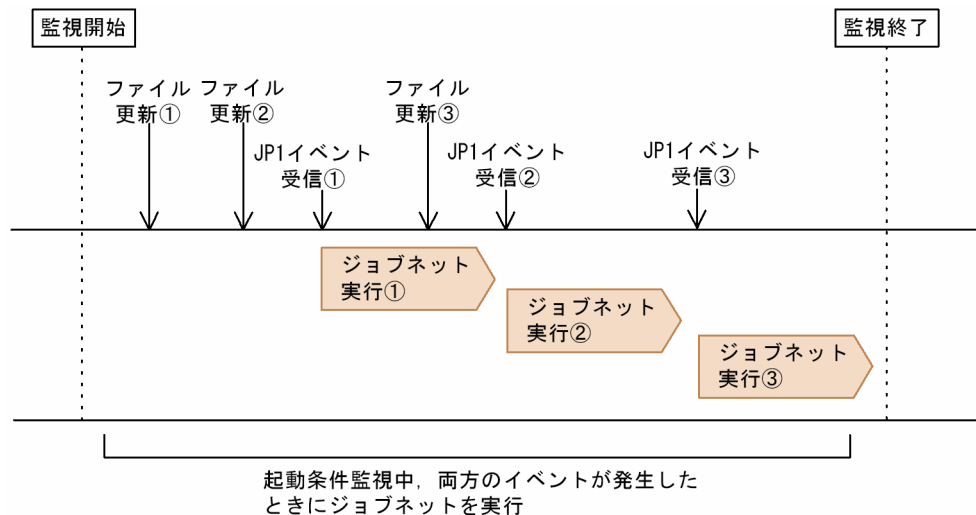 監視開始
監視終了
ファイル
更新①
ファイル
更新②
ファイル
更新③
JP1イベント
受信①
JP1イベント
受信②
JP1イベント
受信③
ジョブネット
実行①
ジョブネット
実行②
ジョブネット
実行③
起動条件監視中，両方のイベントが発生した
ときにジョブネットを実行